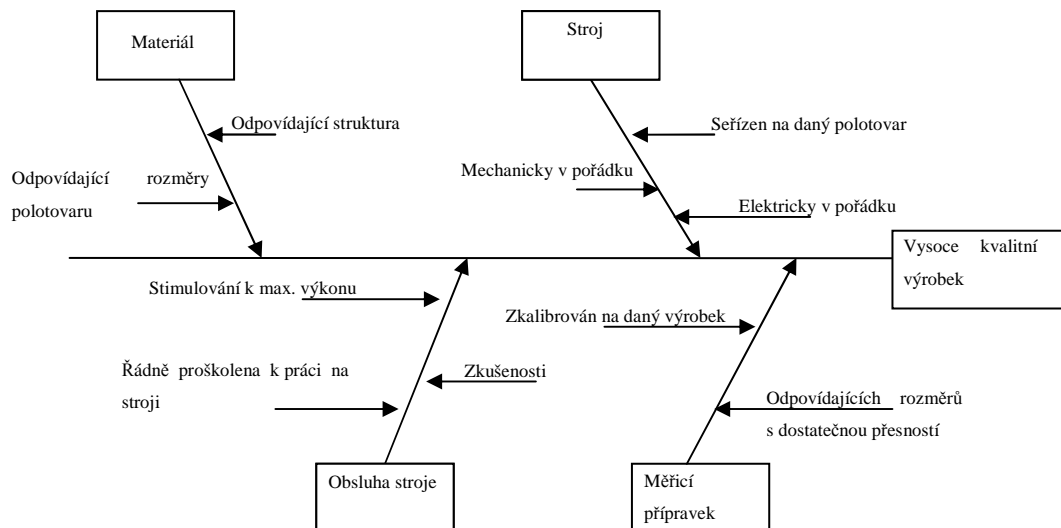 Materiál
Stroj
Odpovídající struktura
Seřízen na daný polotovar
Odpovídající rozměry
polotovaru
Mechanicky v pořádku
Elektricky v pořádku
Vysoce kvalitní
výrobek
Stimulování k max. výkonu
Zkalibrován na daný výrobek
Řádně proškolena k práci na
stroji
Zkušenosti
Odpovídajících rozměrů
s dostatečnou přesností
Obsluha stroje
Měřicí
přípravek